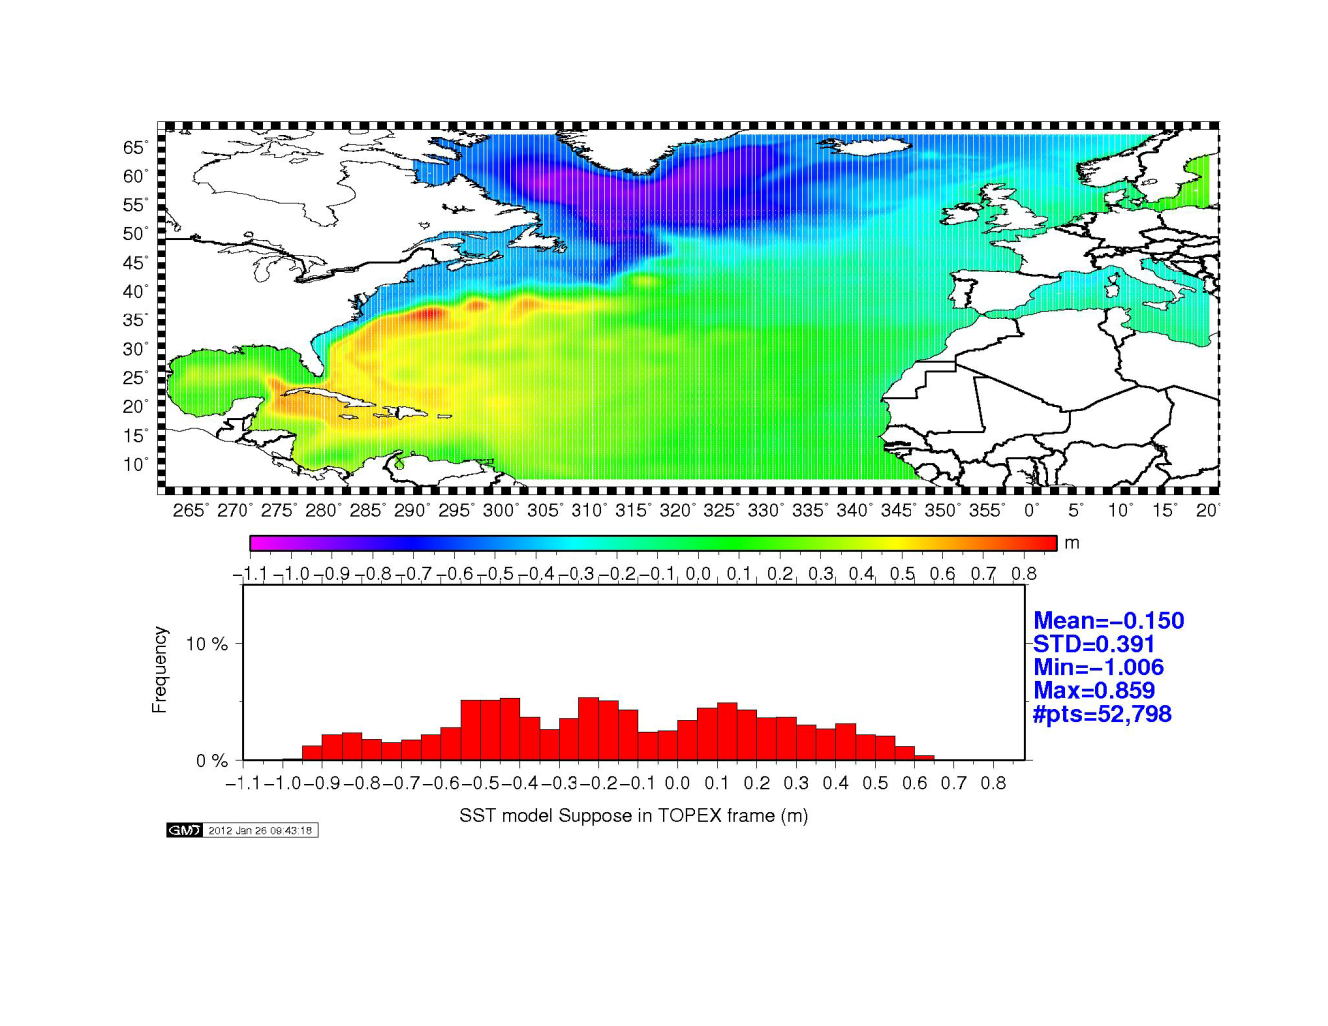 65°
60°
55°
50°
45°
40°
35°
30°
25°
20°
15°
10°
265° 270° 275° 280° 285° 290° 295° 300° 305° 310° 315° 320° 325° 330° 335° 340° 345° 350° 355° 0° 5° 10° 15° 20°
m
−1.1 −1.0 −0.9 −0.8 −0.7 −0.6 −0.5 −0.4 −0.3 −0.2 −0.1 0.0 0.1 0.2 0.3 0.4 0.5 0.6 0.7 0.8
Mean=−0.150
STD=0.391
Min=−1.006
Max=0.859
#pts=52,798
Frequency
10 %
0 %
−1.1 −1.0 −0.9 −0.8 −0.7 −0.6 −0.5 −0.4 −0.3 −0.2 −0.1 0.0 0.1 0.2 0.3 0.4 0.5 0.6 0.7 0.8
SST model Suppose in TOPEX frame (m)
GMT 2012 Jan 26 09:43:18